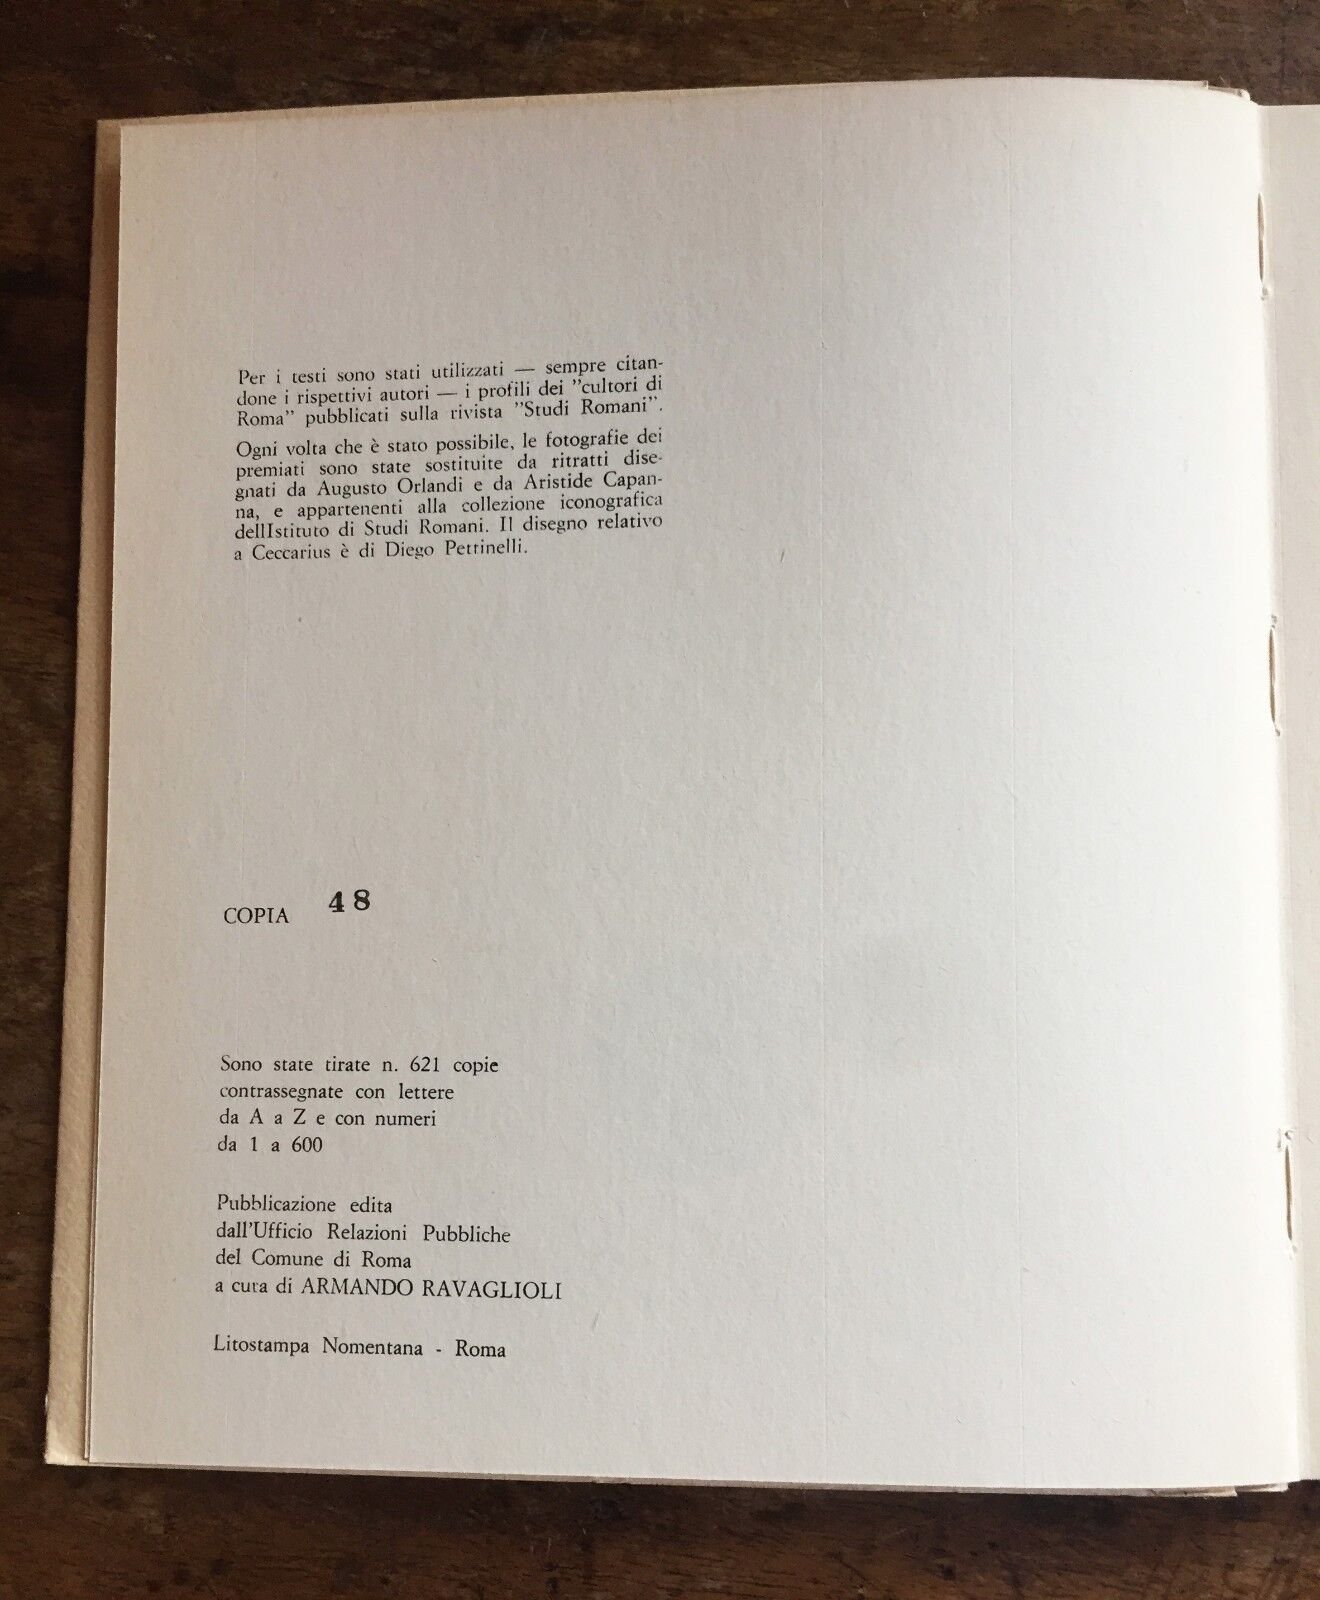 Per i testi sono stati utilizzati — sempre citan-
done i rispettivi autori — i profili dei "cultori di
Roma" pubblicati sulla rivista "Studi Romani".
Ogni volta che è stato possibile, le fotografie dei
premiati sono state sostituite da ritratti dise-
gnati da Augusto Orlandi e da Aristide Capan-
na, e appartenenti alla collezione iconografica
dellIstituto di Studi Romani. Il disegno relativo
a Ceccarius è di Diego Pettinelli.
COPIA 48
Sono state tirate n. 621 copie
contrassegnate con lettere
da A a Z e con numeri
da 1 a 600
Pubblicazione edita
dall'Ufficio Relazioni Pubbliche
del Comune di Roma
a cura di ARMANDO RAVAGLIOLI
Litostampa Nomentana - Roma